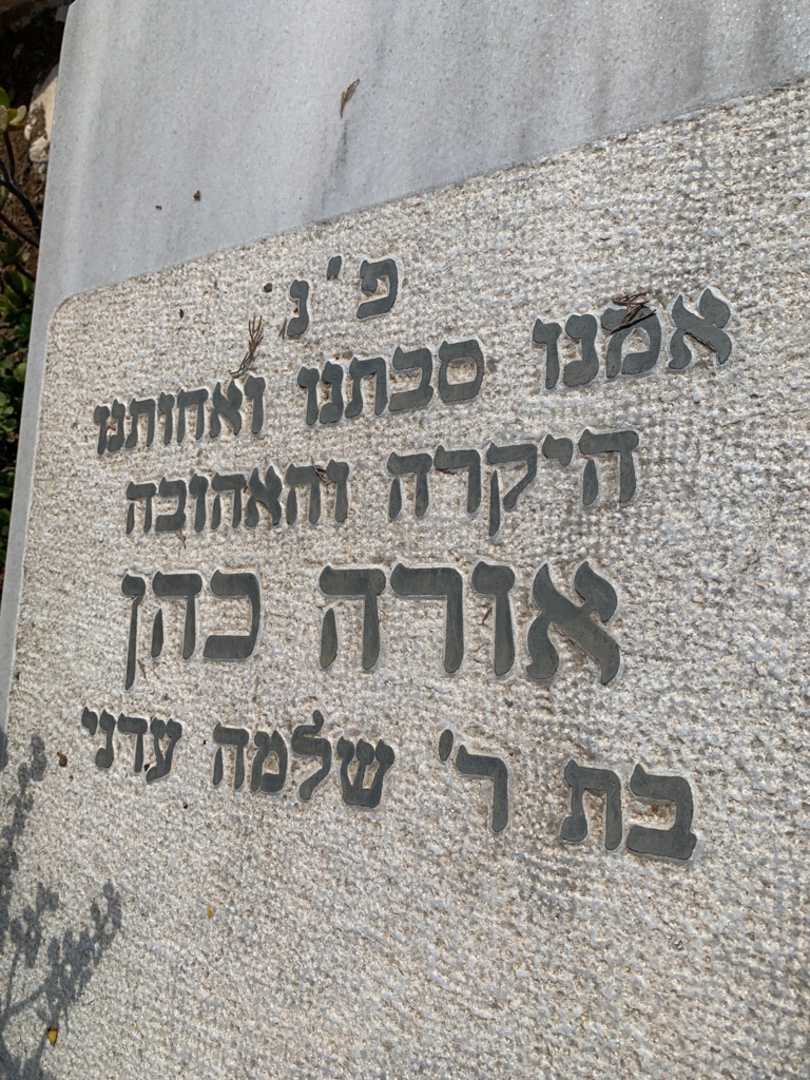 פ'נ
אמנו סבתנו ואחותנו
היקרה והאהובה
אורה כהן
בת ר' שלמה עדני